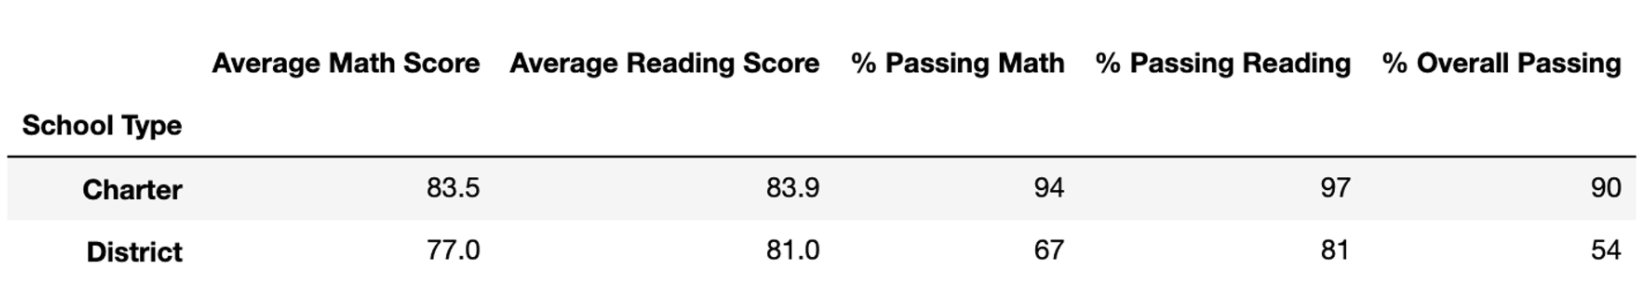 Average Math Score Average Reading Score % Passing Math % Passing Reading % Overall Passing
School Type
Charter 83.5 83.9 94 97 90
District 77.0 81.0 67 81 54